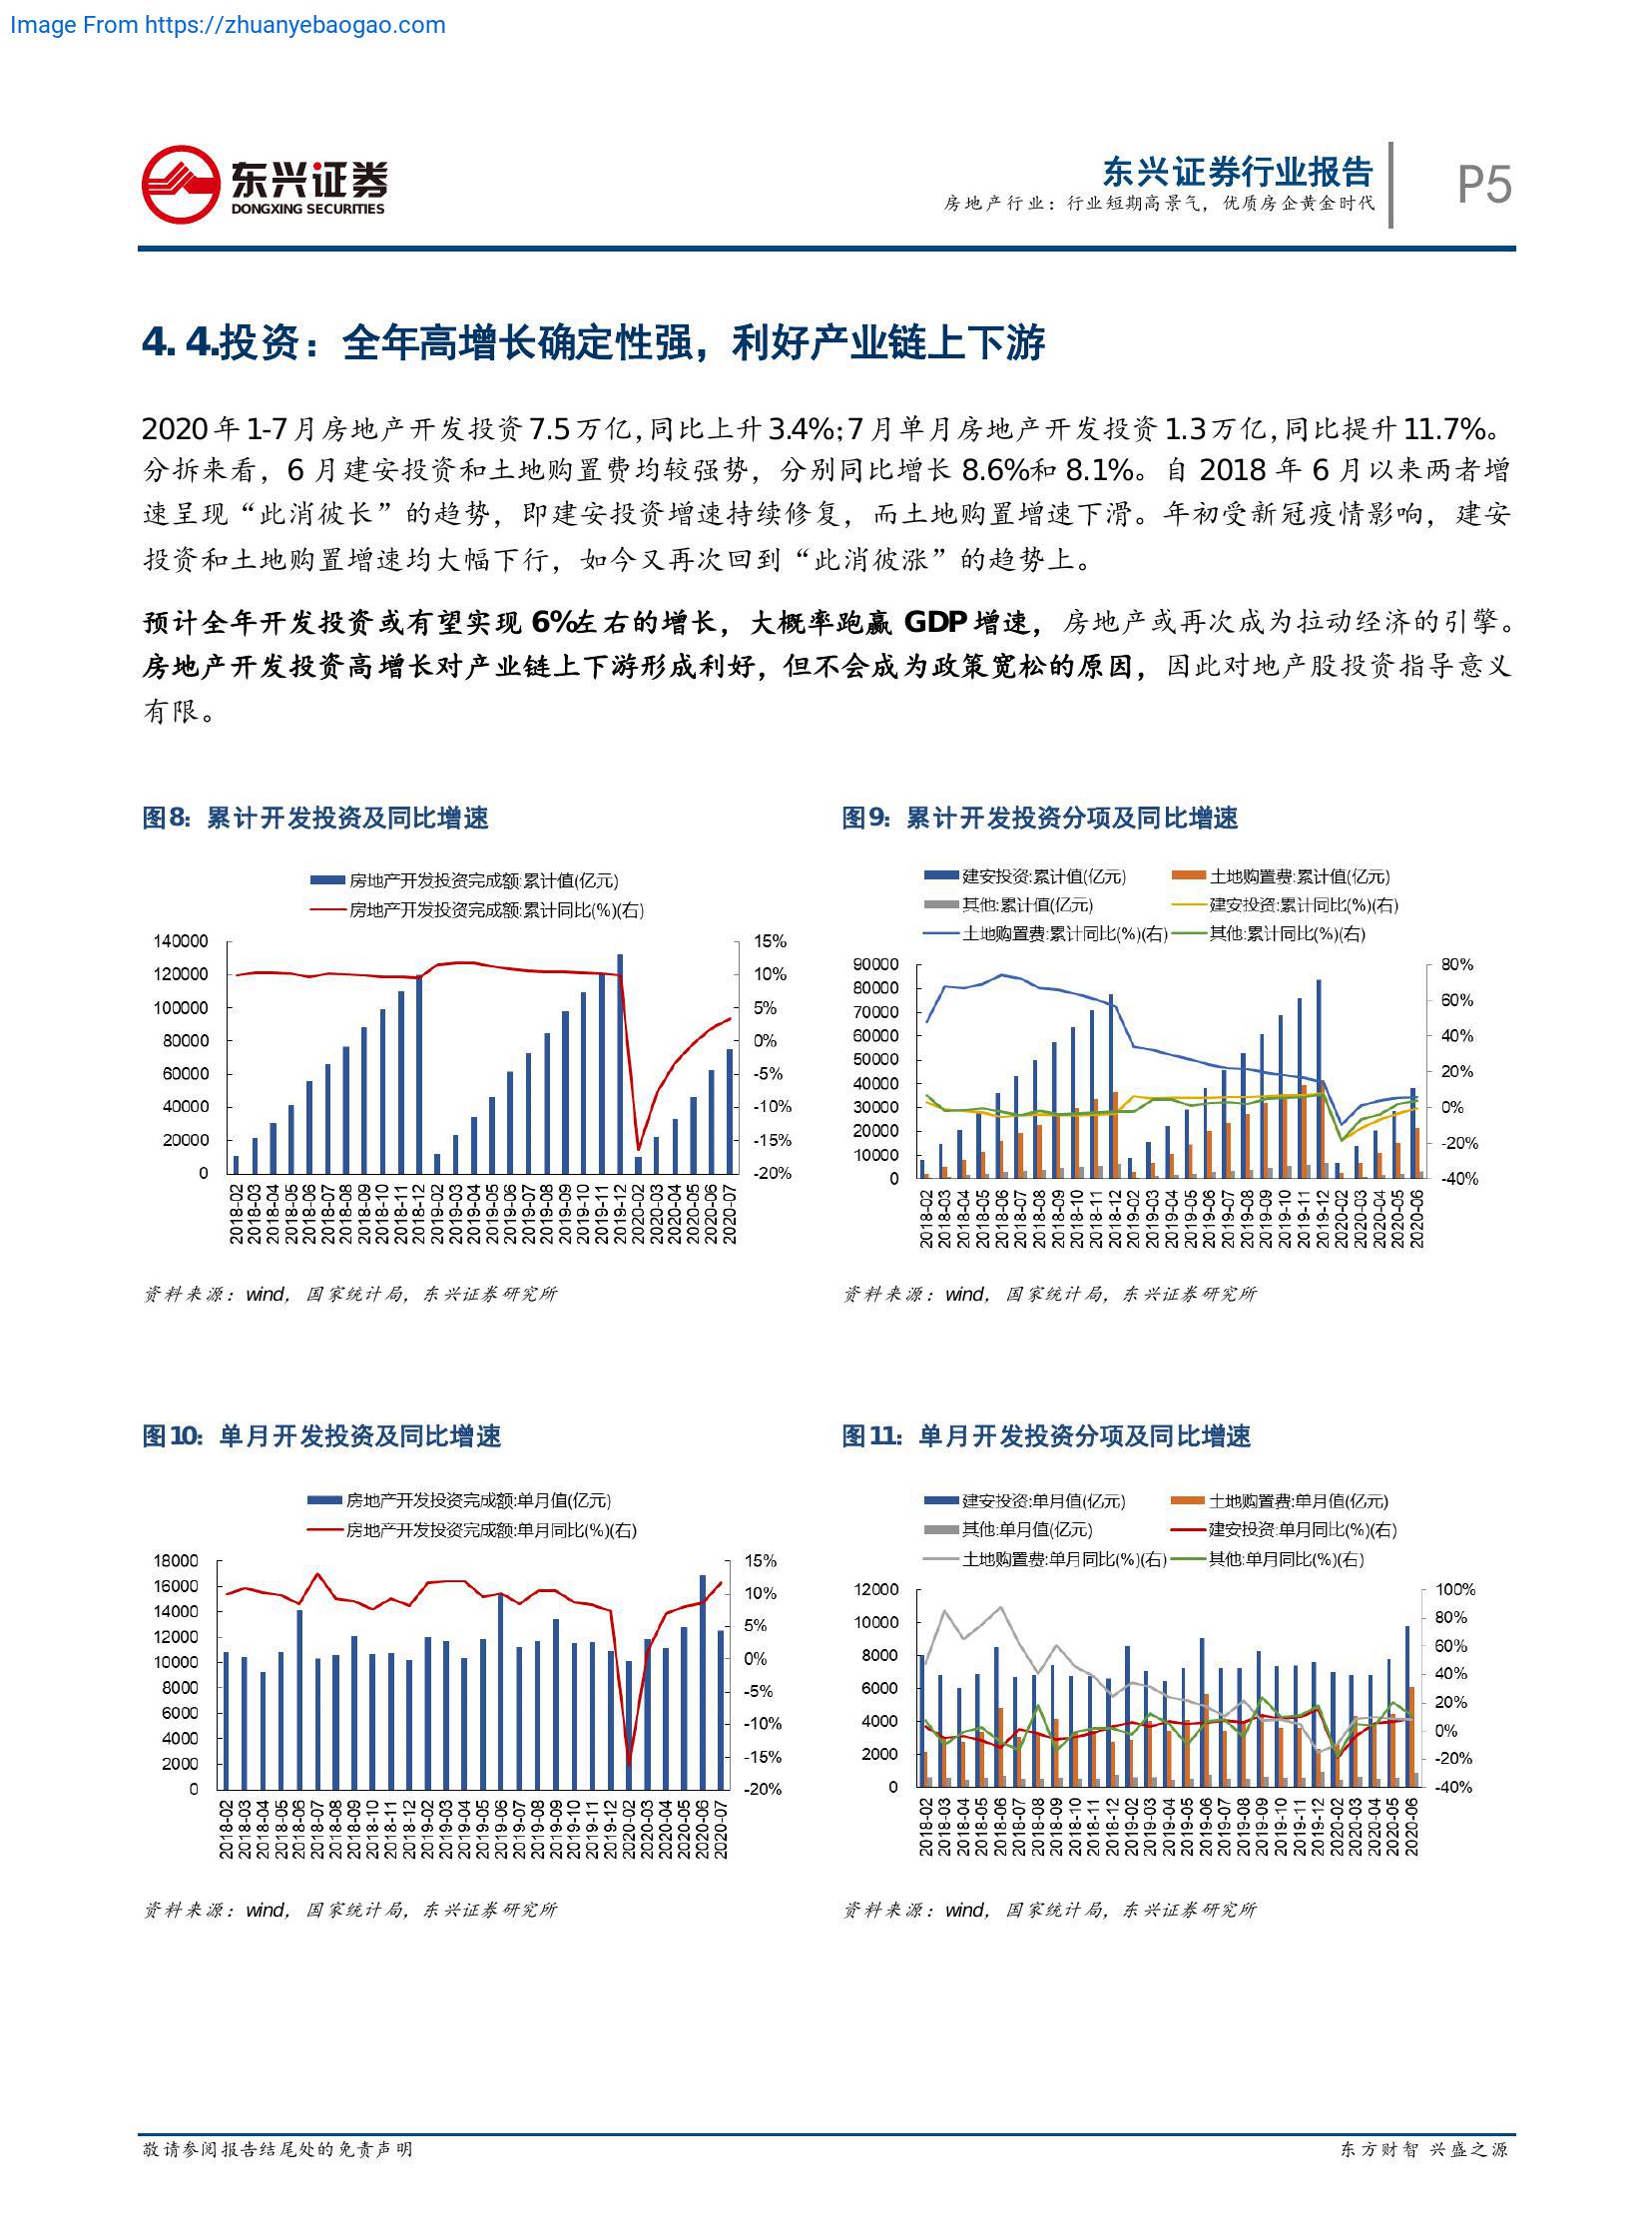 Image From https://zhuanyebaogao.com
东兴证券
DONGXING SECURITIES
东兴证券行业报告
房地产行业：行业短期高景气，优质房企黄金时代
P5
4. 4.投资：全年高增长确定性强，利好产业链上下游
2020 年 1-7 月房地产开发投资 7.5 万亿，同比上升 3.4%；7 月单月房地产开发投资 1.3 万亿，同比提升 11.7%。
分拆来看，6 月建安投资和土地购置费均较强势，分别同比增长 8.6%和 8.1%。自 2018 年 6 月以来两者增
速呈现“此消彼长”的趋势，即建安投资增速持续修复，而土地购置增速下滑。年初受新冠疫情影响，建安
投资和土地购置增速均大幅下行，如今又再次回到“此消彼涨”的趋势上。
预计全年开发投资或有望实现 6%左右的增长，大概率跑赢 GDP 增速，房地产或再次成为拉动经济的引擎。
房地产开发投资高增长对产业链上下游形成利好，但不会成为政策宽松的原因，因此对地产股投资指导意义
有限。
图8：累计开发投资及同比增速
房地产开发投资完成额:累计值(亿元)
房地产开发投资完成额:累计同比(%)(右)
140000
120000
100000
80000
60000
40000
20000
0
15%
10%
5%
0%
-5%
-10%
-15%
-20%
2018-02 2018-03 2018-04 2018-05 2018-06 2018-07 2018-08 2018-09 2018-10 2018-11 2018-12 2019-02 2019-03 2019-04 2019-05 2019-06 2019-07 2019-08 2019-09 2019-10 2019-11 2019-12 2020-02 2020-03 2020-04 2020-05 2020-06 2020-07
资料来源：wind，国家统计局，东兴证券研究所
图9：累计开发投资分项及同比增速
建安投资:累计值(亿元) 土地购置费:累计值(亿元)
其他:累计值(亿元) 建安投资:累计同比(%)(右)
土地购置费:累计同比(%)(右) 其他:累计同比(%)(右)
90000
80000
70000
60000
50000
40000
30000
20000
10000
0
80%
60%
40%
20%
0%
-20%
-40%
2018-02 2018-03 2018-04 2018-05 2018-06 2018-07 2018-08 2018-09 2018-10 2018-11 2018-12 2019-02 2019-03 2019-04 2019-05 2019-06 2019-07 2019-08 2019-09 2019-10 2019-11 2019-12 2020-02 2020-03 2020-04 2020-05 2020-06
资料来源：wind，国家统计局，东兴证券研究所
图10：单月开发投资及同比增速
房地产开发投资完成额:单月值(亿元)
房地产开发投资完成额:单月同比(%)(右)
18000
16000
14000
12000
10000
8000
6000
4000
2000
0
15%
10%
5%
0%
-5%
-10%
-15%
-20%
2018-02 2018-03 2018-04 2018-05 2018-06 2018-07 2018-08 2018-09 2018-10 2018-11 2018-12 2019-02 2019-03 2019-04 2019-05 2019-06 2019-07 2019-08 2019-09 2019-10 2019-11 2019-12 2020-02 2020-03 2020-04 2020-05 2020-06 2020-07
资料来源：wind，国家统计局，东兴证券研究所
图11：单月开发投资分项及同比增速
建安投资:单月值(亿元) 土地购置费:单月值(亿元)
其他:单月值(亿元) 建安投资:单月同比(%)(右)
土地购置费:单月同比(%)(右) 其他:单月同比(%)(右)
12000
10000
8000
6000
4000
2000
0
100%
80%
60%
40%
20%
0%
-20%
-40%
2018-02 2018-03 2018-04 2018-05 2018-06 2018-07 2018-08 2018-09 2018-10 2018-11 2018-12 2019-02 2019-03 2019-04 2019-05 2019-06 2019-07 2019-08 2019-09 2019-10 2019-11 2019-12 2020-02 2020-03 2020-04 2020-05 2020-06
资料来源：wind，国家统计局，东兴证券研究所
敬请参阅报告结尾处的免责声明
东方财智 兴盛之源